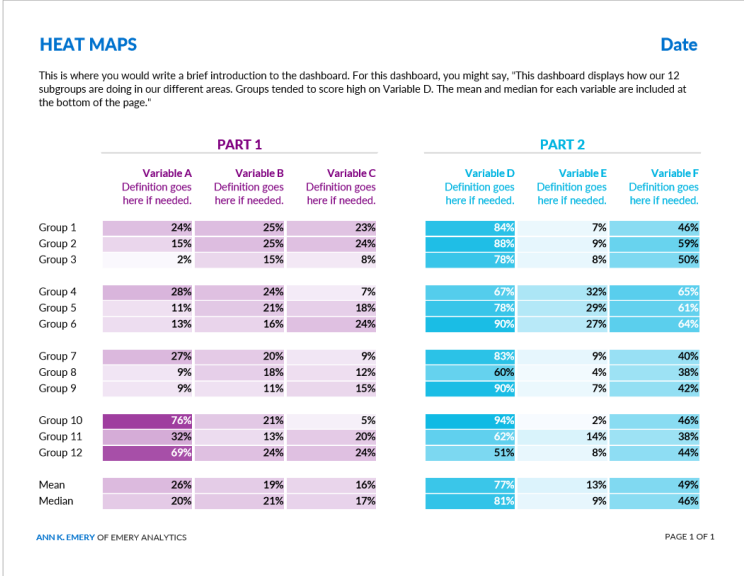 HEAT MAPS Date
This is where you would write a brief introduction to the dashboard. For this dashboard, you might say, "This dashboard displays how our 12
subgroups are doing in our different areas. Groups tended to score high on Variable D. The mean and median for each variable are included at
the bottom of the page."
PART 1 PART 2
Variable A Variable B Variable C Variable D Variable E Variable F
Definition goes Definition goes Definition goes Definition goes Definition goes Definition goes
here if needed. here if needed. here if needed. here if needed. here if needed. here if needed.
Group 1 24% 25% 23% 84% 7% 46%
Group 2 15% 25% 24% 88% 9% 59%
Group 3 2% 15% 8% 78% 8% 50%
Group 4 28% 24% 7% 67% 32% 65%
Group 5 11% 21% 18% 78% 29% 61%
Group 6 13% 16% 24% 90% 27% 64%
Group 7 27% 20% 9% 83% 9% 40%
Group 8 9% 18% 12% 60% 4% 38%
Group 9 9% 11% 15% 90% 7% 42%
Group 10 76% 21% 5% 94% 2% 46%
Group 11 32% 13% 20% 62% 14% 38%
Group 12 69% 24% 24% 51% 8% 44%
Mean 26% 19% 16% 77% 13% 49%
Median 20% 21% 17% 81% 9% 46%
ANN K. EMERY OF EMERY ANALYTICS PAGE 1 OF 1